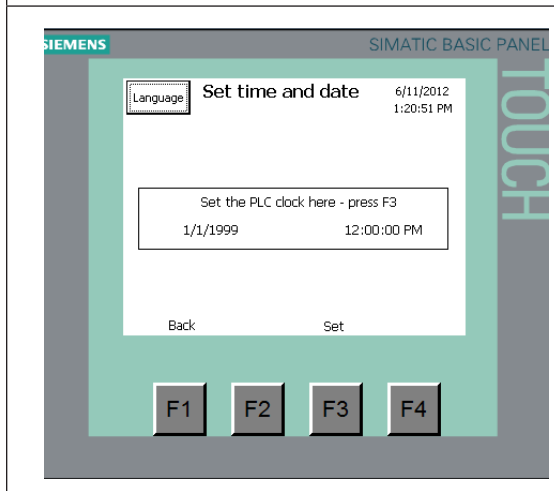 SIEMENS
SIMATIC BASIC PANEL
TOUCH
Language
Set time and date
6/11/2012
1:20:51 PM
Set the PLC clock here - press F3
1/1/1999 12:00:00 PM
Back Set
F1 F2 F3 F4